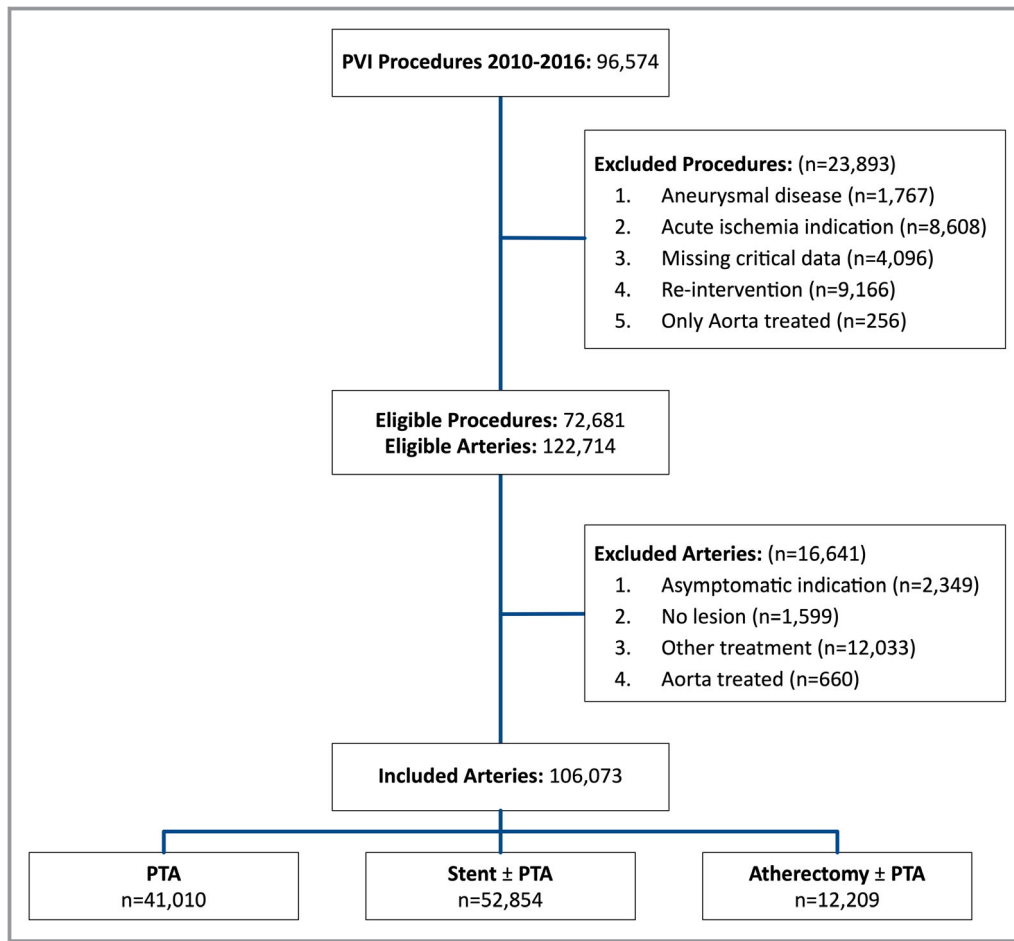 PVI Procedures 2010-2016: 96,574
Excluded Procedures: (n=23,893)
1. Aneurysmal disease (n=1,767)
2. Acute ischemia indication (n=8,608)
3. Missing critical data (n=4,096)
4. Re-intervention (n=9,166)
5. Only Aorta treated (n=256)
Eligible Procedures: 72,681
Eligible Arteries: 122,714
Excluded Arteries: (n=16,641)
1. Asymptomatic indication (n=2,349)
2. No lesion (n=1,599)
3. Other treatment (n=12,033)
4. Aorta treated (n=660)
Included Arteries: 106,073
PTA
n=41,010
Stent ± PTA
n=52,854
Atherectomy ± PTA
n=12,209